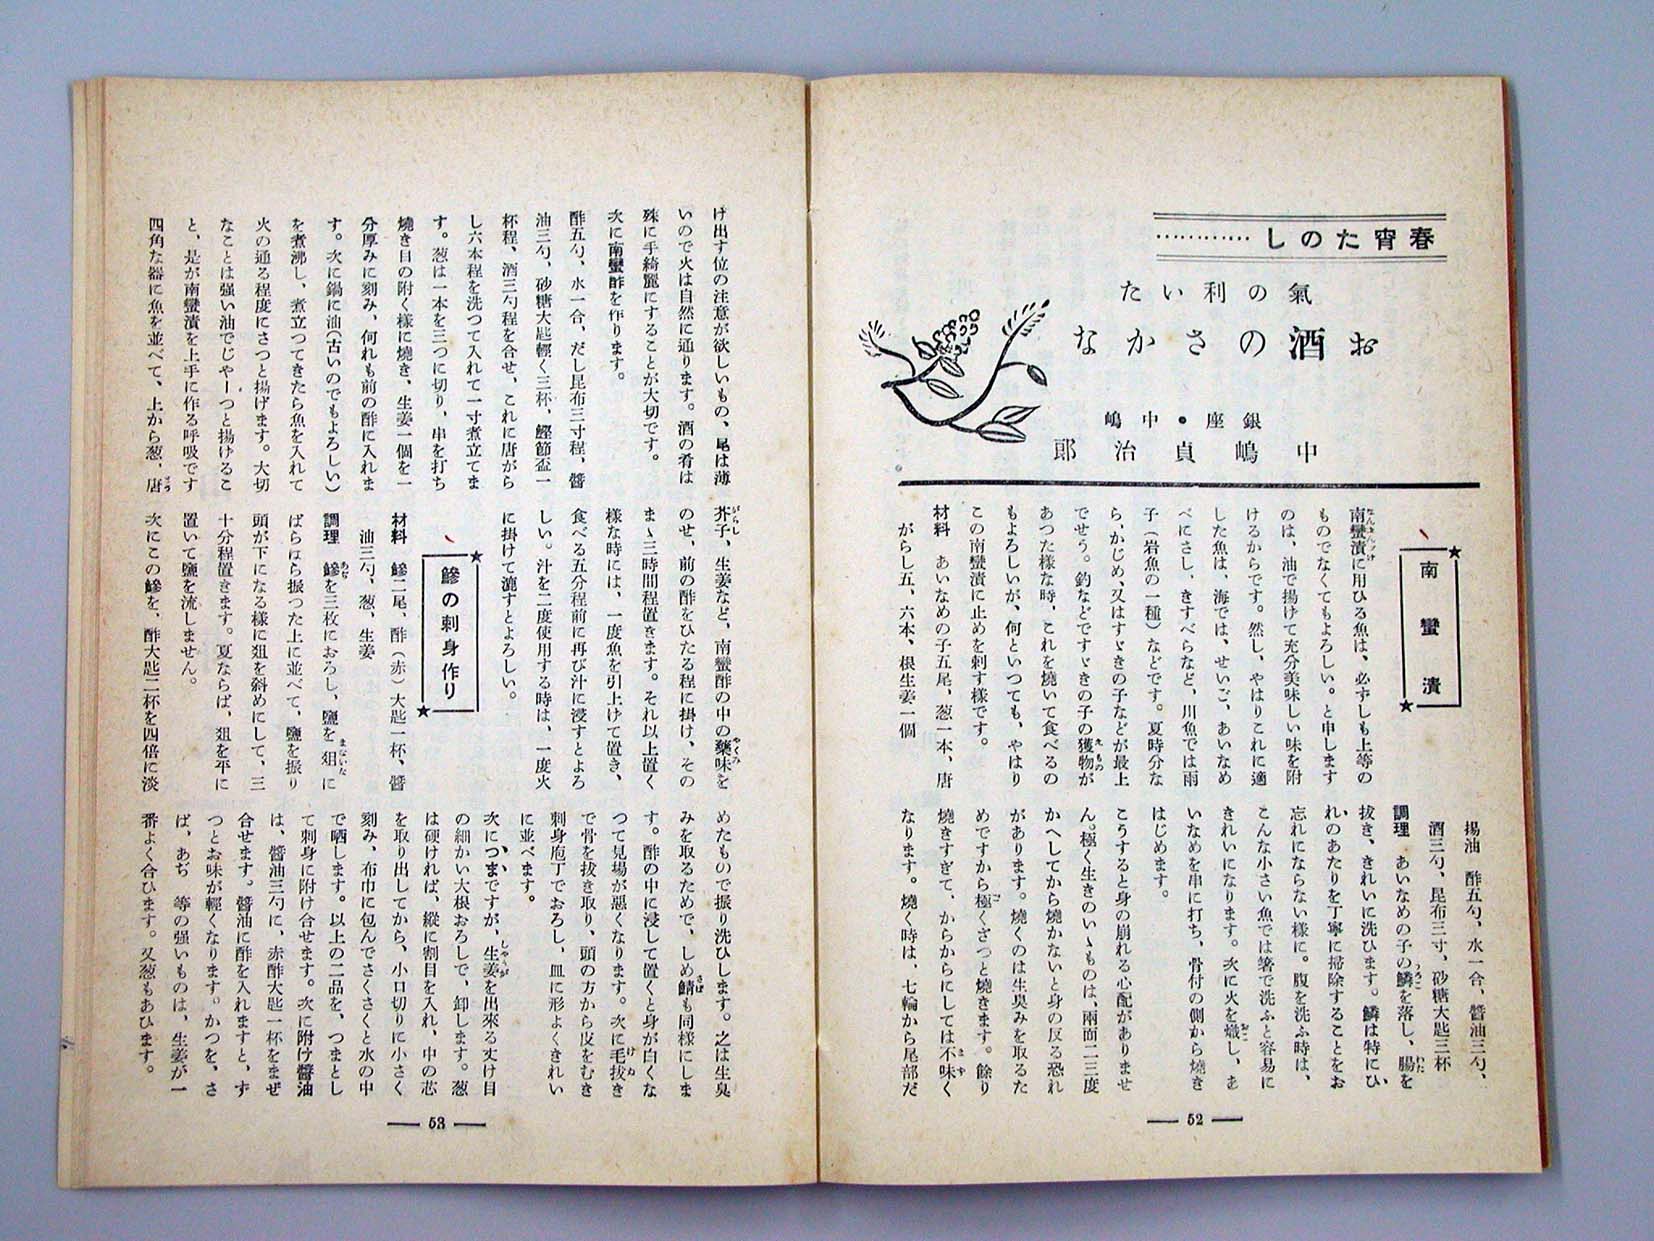 春宵たのし…………
氣の利いた
お酒のさかな
銀座・中嶋
中嶋貞治郎
南蠻漬
南蠻漬に用ひる魚は、必ずしも上等の
ものでなくてもよろしい。と申します
のは、油で揚げて充分美味しい味を附
けるからです。然し、やはりこれに適
した魚は、海では、せいご、あいなめ
べにさし、きすべらなど、川魚では雨
子（岩魚の一種）などです。夏時分な
ら、かじめ、又はすゞきの子などが最上
でせう。釣などですゞきの子の獲物が
あつた樣な時、これを燒いて食べるの
もよろしいが、何といつても、やはり
この南蠻漬に止めを刺す樣です。
材料　あいなめの子五尾、葱一本、唐
がらし五、六本、根生姜一個
揚油　酢五勺、水一合、醬油三勺、
酒三勺、昆布三寸、砂糖大匙三杯
調理　あいなめの子の鱗を落し、腸を
拔き、きれいに洗ひます。鱗は特にひ
れのあたりを丁寧に掃除することをお
忘れにならない樣に。腹を洗ふ時は、
こんな小さい魚では箸で洗ふと容易に
きれいになります。次に火を熾し、あ
いなめを串に打ち、骨付の側から燒き
はじめます。
こうすると身の崩れる心配がありませ
ん。極く生きのいゝものは、兩面二三度
かへしてから燒かないと身の反る恐れ
があります。燒くのは生臭みを取るた
めですから極くざつと燒きます。餘り
燒きすぎて、からからにしては不味く
なります。燒く時は、七輪から尾部だ
52
け出す位の注意が欲しいもの、尾は薄
いので火は自然に通ります。酒の肴は
殊に手綺麗にすることが大切です。
次に南蠻酢を作ります。
酢五勺、水一合、だし昆布三寸程、醬
油三勺、砂糖大匙輕く三杯、鰹節盃一
杯程、酒三勺程を合せ、これに唐がら
し六本程を洗つて入れて一寸煮立てま
す。葱は一本を三つに切り、串を打ち
燒き目の附く樣に燒き、生姜一個を一
分厚みに刻み、何れも前の酢に入れま
す。次に鍋に油（古いのでもよろしい）
を煮沸し、煮立つてきたら魚を入れて
火の通る程度にさつと揚げます。大切
なことは强い油でじやーつと揚げるこ
と、是が南蠻漬を上手に作る呼吸です
四角な器に魚を並べて、上から葱、唐
芥子、生姜など、南蠻酢の中の藥味を
のせ、前の酢をひたる程に掛け、その
まゝ三時間程置きます。それ以上置く
樣な時には、一度魚を引上げて置き、
食べる五分程前に再び汁に浸すとよろ
しい。汁を二度使用する時は、一度火
に掛けて漉すとよろしい。
鰺の刺身作り
材料　鰺二尾、酢（赤）大匙一杯、醬
油三勺、葱、生姜
調理　鰺を三枚におろし、鹽を俎に
ばらばら振つた上に並べて、鹽を振り
頭が下になる樣に俎を斜めにして、三
十分程置きます。夏ならば、俎を平に
置いて鹽を流しません。
次にこの鰺を、酢大匙二杯を四倍に淡
めたもので振り洗ひします。之は生臭
みを取るためで、しめ鯖も同樣にしま
す。酢の中に浸して置くと身が白くな
つて見場が惡くなります。次に毛拔き
で骨を拔き取り、頭の方から皮をむき
刺身庖丁でおろし、皿に形よくきれい
に並べます。
次につまですが、生姜を出來る丈け目
の細かい大根おろしで、卸します。葱
は硬ければ、縱に割目を入れ、中の芯
を取り出してから、小口切りに小さく
刻み、布巾に包んでさくさくと水の中
で晒します。以上の二品を、つまとし
て刺身に附け合せます。次に附け醬油
は、醬油三勺に、赤酢大匙一杯をまぜ
合せます。醬油に酢を入れますと、ず
つとお味が輕くなります。かつを、さ
ば、あぢ　等の强いものは、生姜が一
番よく合ひます。又葱もあひます。
53